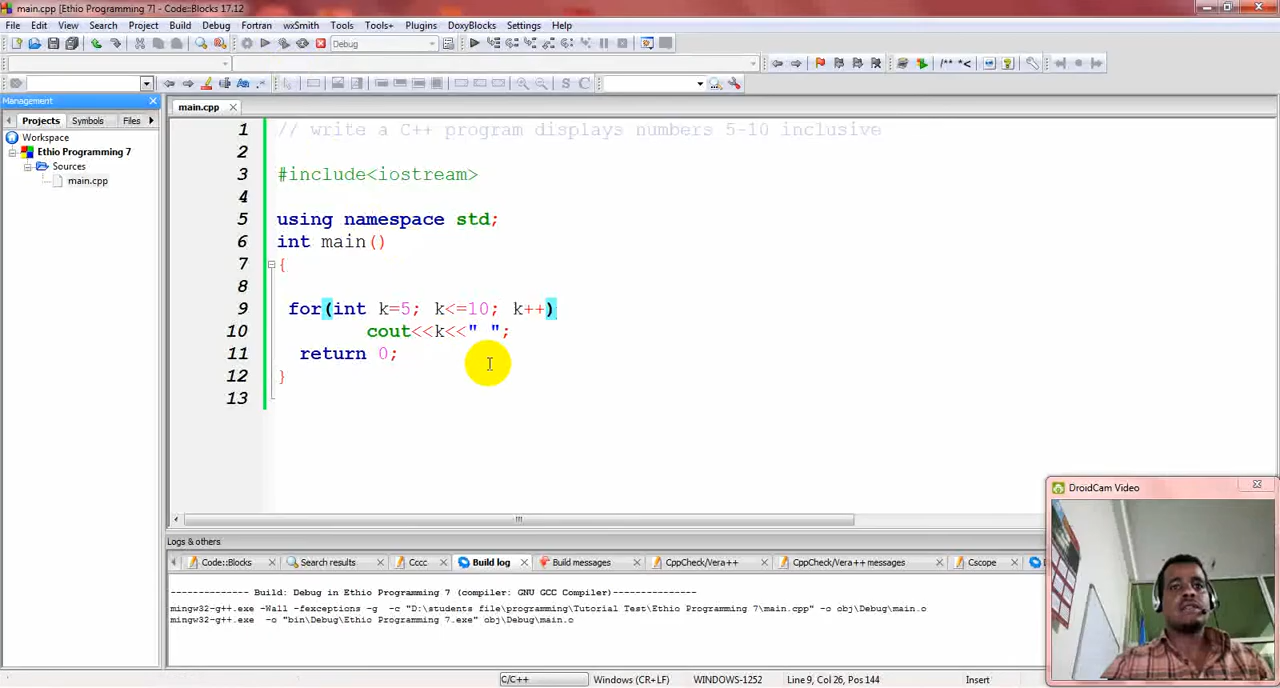 main.cpp [Ethio Programming 7] - Code::Blocks 17.12
File Edit View Search Project Build Debug Fortran wxSmith Tools Tools+ Plugins DoxyBlocks Settings Help
Debug
/** *<
S C
Management
Projects Symbols Files
Workspace
Ethio Programming 7
Sources
main.cpp
main.cpp
1 // write a C++ program displays numbers 5-10 inclusive
2
3 #include<iostream>
4
5 using namespace std;
6 int main()
7 {
8
9 for(int k=5; k<=10; k++)
10 cout<<k<<" ";
11 return 0;
12 }
13
DroidCam Video
Logs & others
Code::Blocks Search results Cccc Build log Build messages CppCheck/Vera++ CppCheck/Vera++ messages Cscope
-------------- Build: Debug in Ethio Programming 7 (compiler: GNU GCC Compiler)---------------
mingw32-g++.exe -Wall -fexceptions -g -c "D:\students file\programming\Tutorial Test\Ethio Programming 7\main.cpp" -o obj\Debug\main.o
mingw32-g++.exe -o "bin\Debug\Ethio Programming 7.exe" obj\Debug\main.o
C/C++ Windows (CR+LF) WINDOWS-1252 Line 9, Col 26, Pos 144 Insert